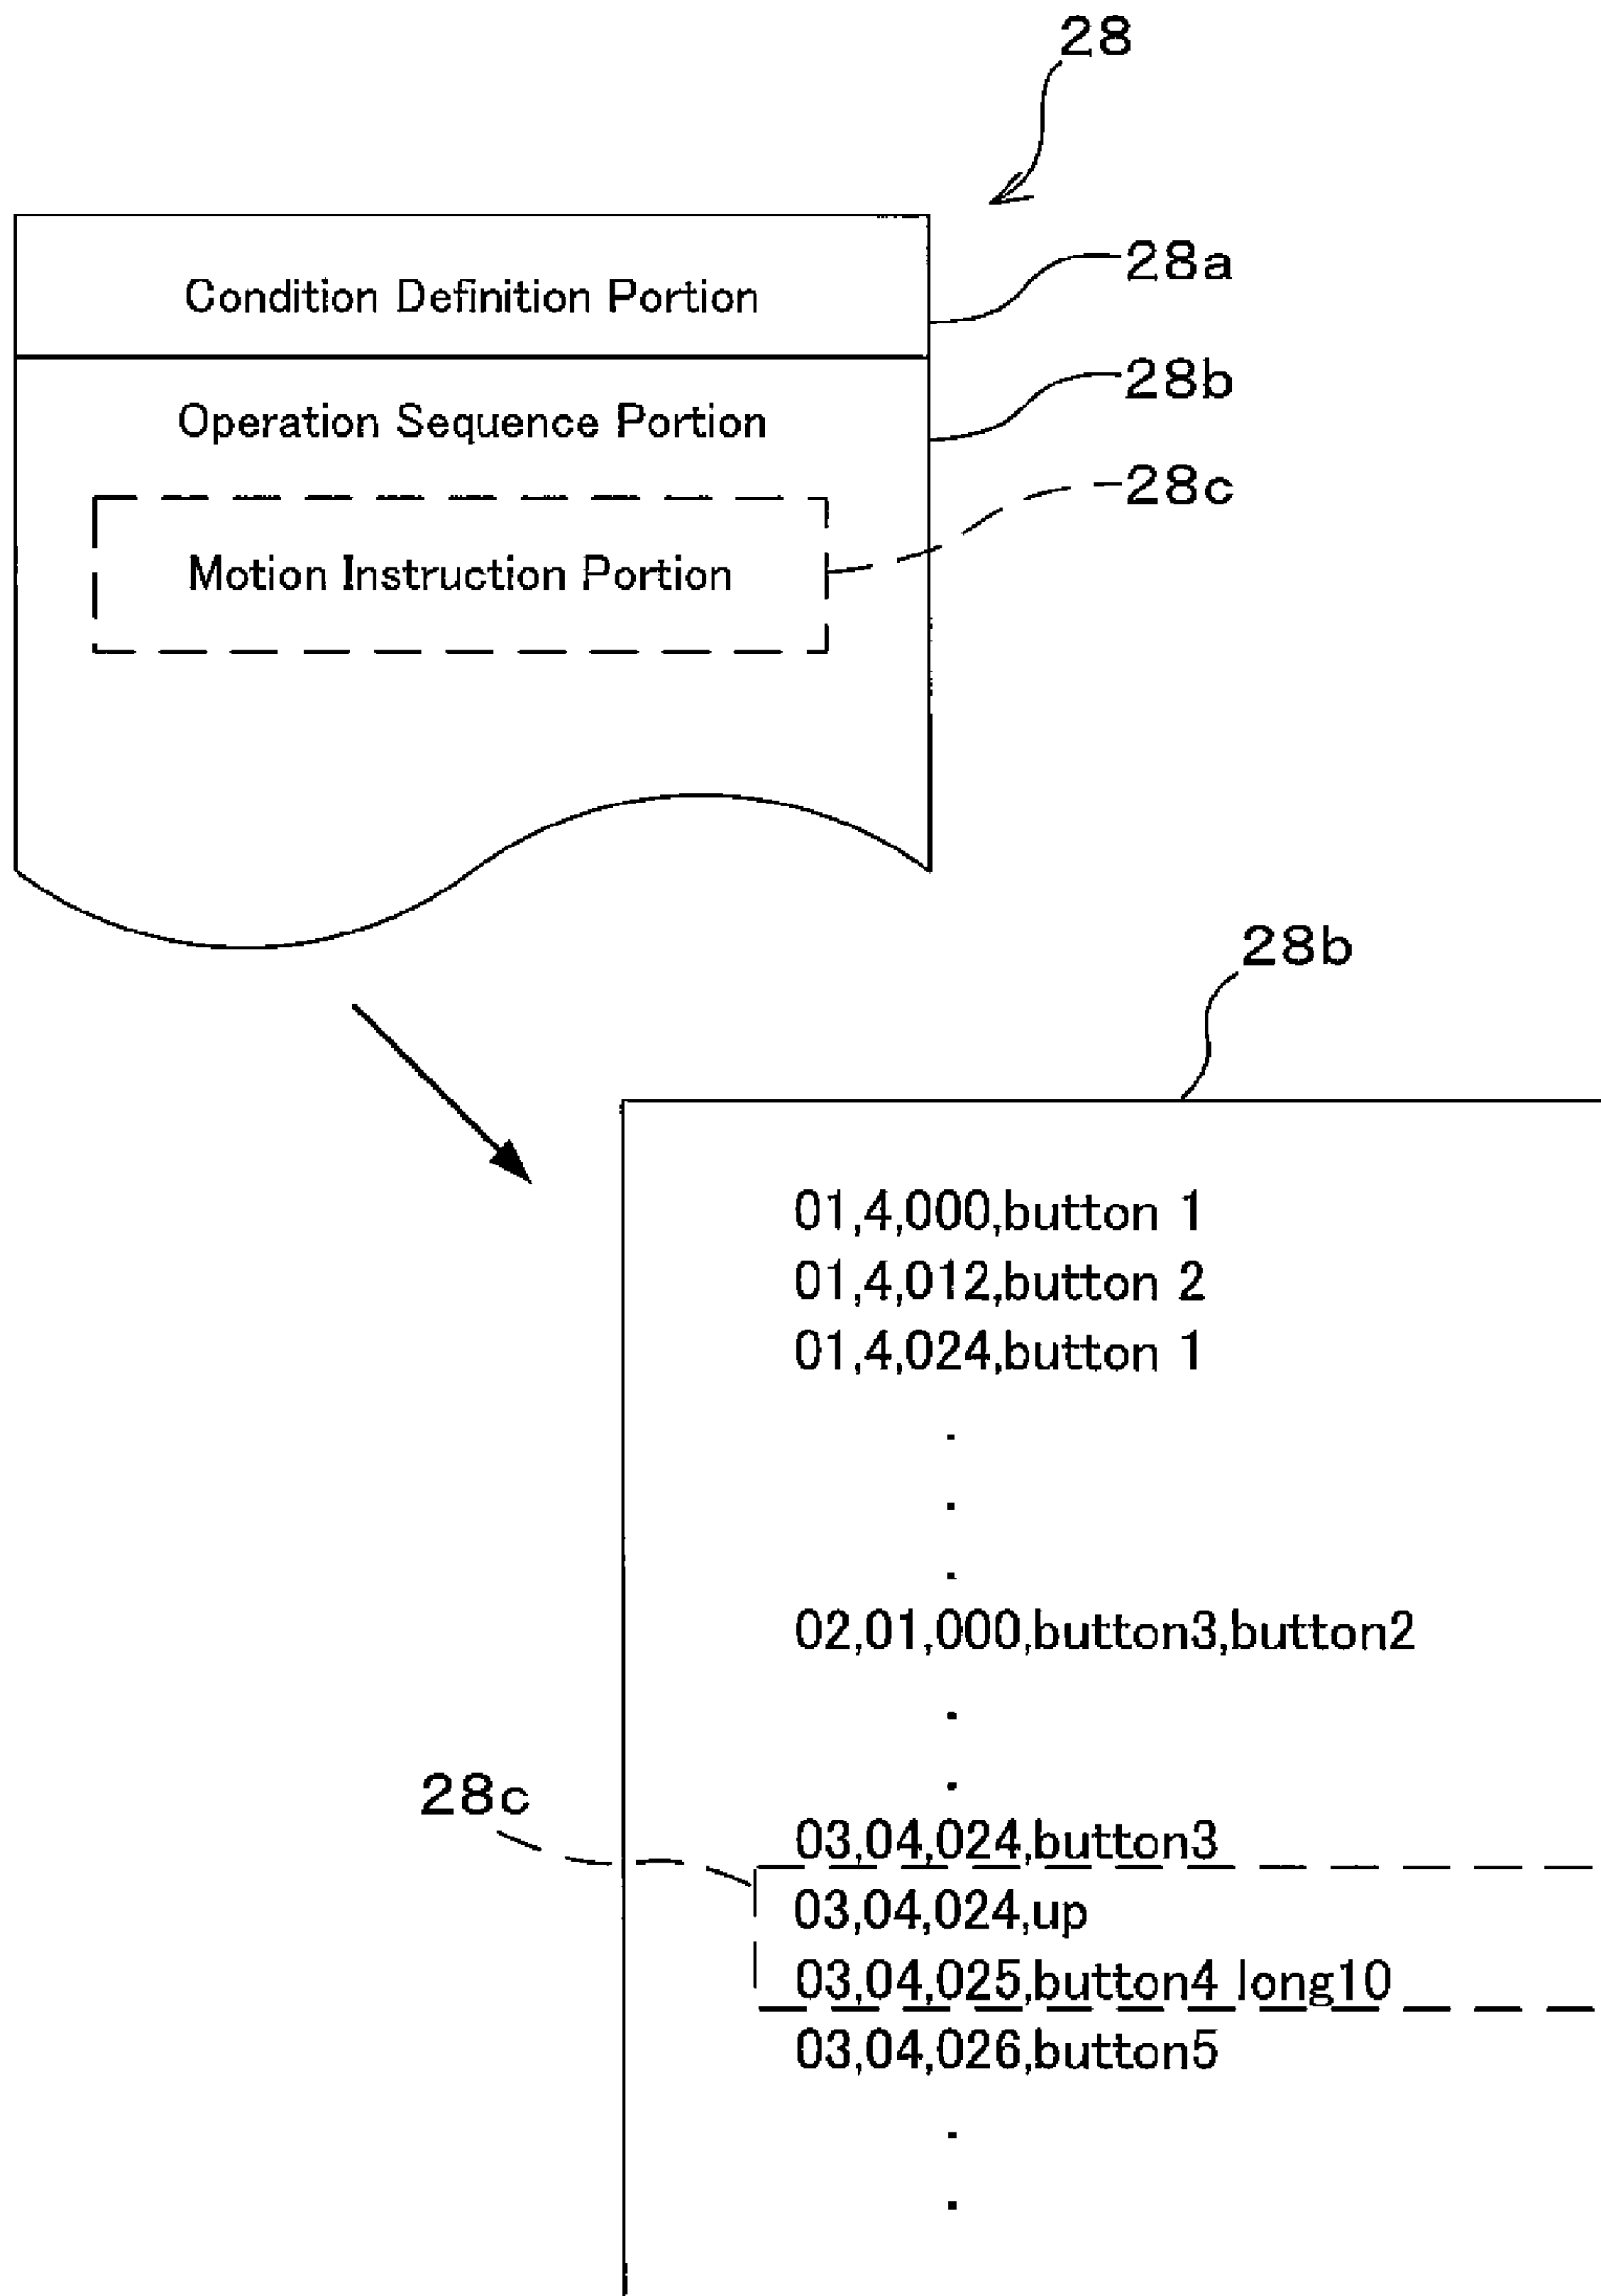 28
Condition Definition Portion
28a
Operation Sequence Portion
28b
Motion Instruction Portion
28c
28b
01,4,000,button 1
01,4,012,button 2
01,4,024,button 1
.
.
.
02,01,000,button3,button2
.
.
28c
03,04,024,button3
03,04,024,up
03,04,025,button4 long10
03,04,026,button5
.
.